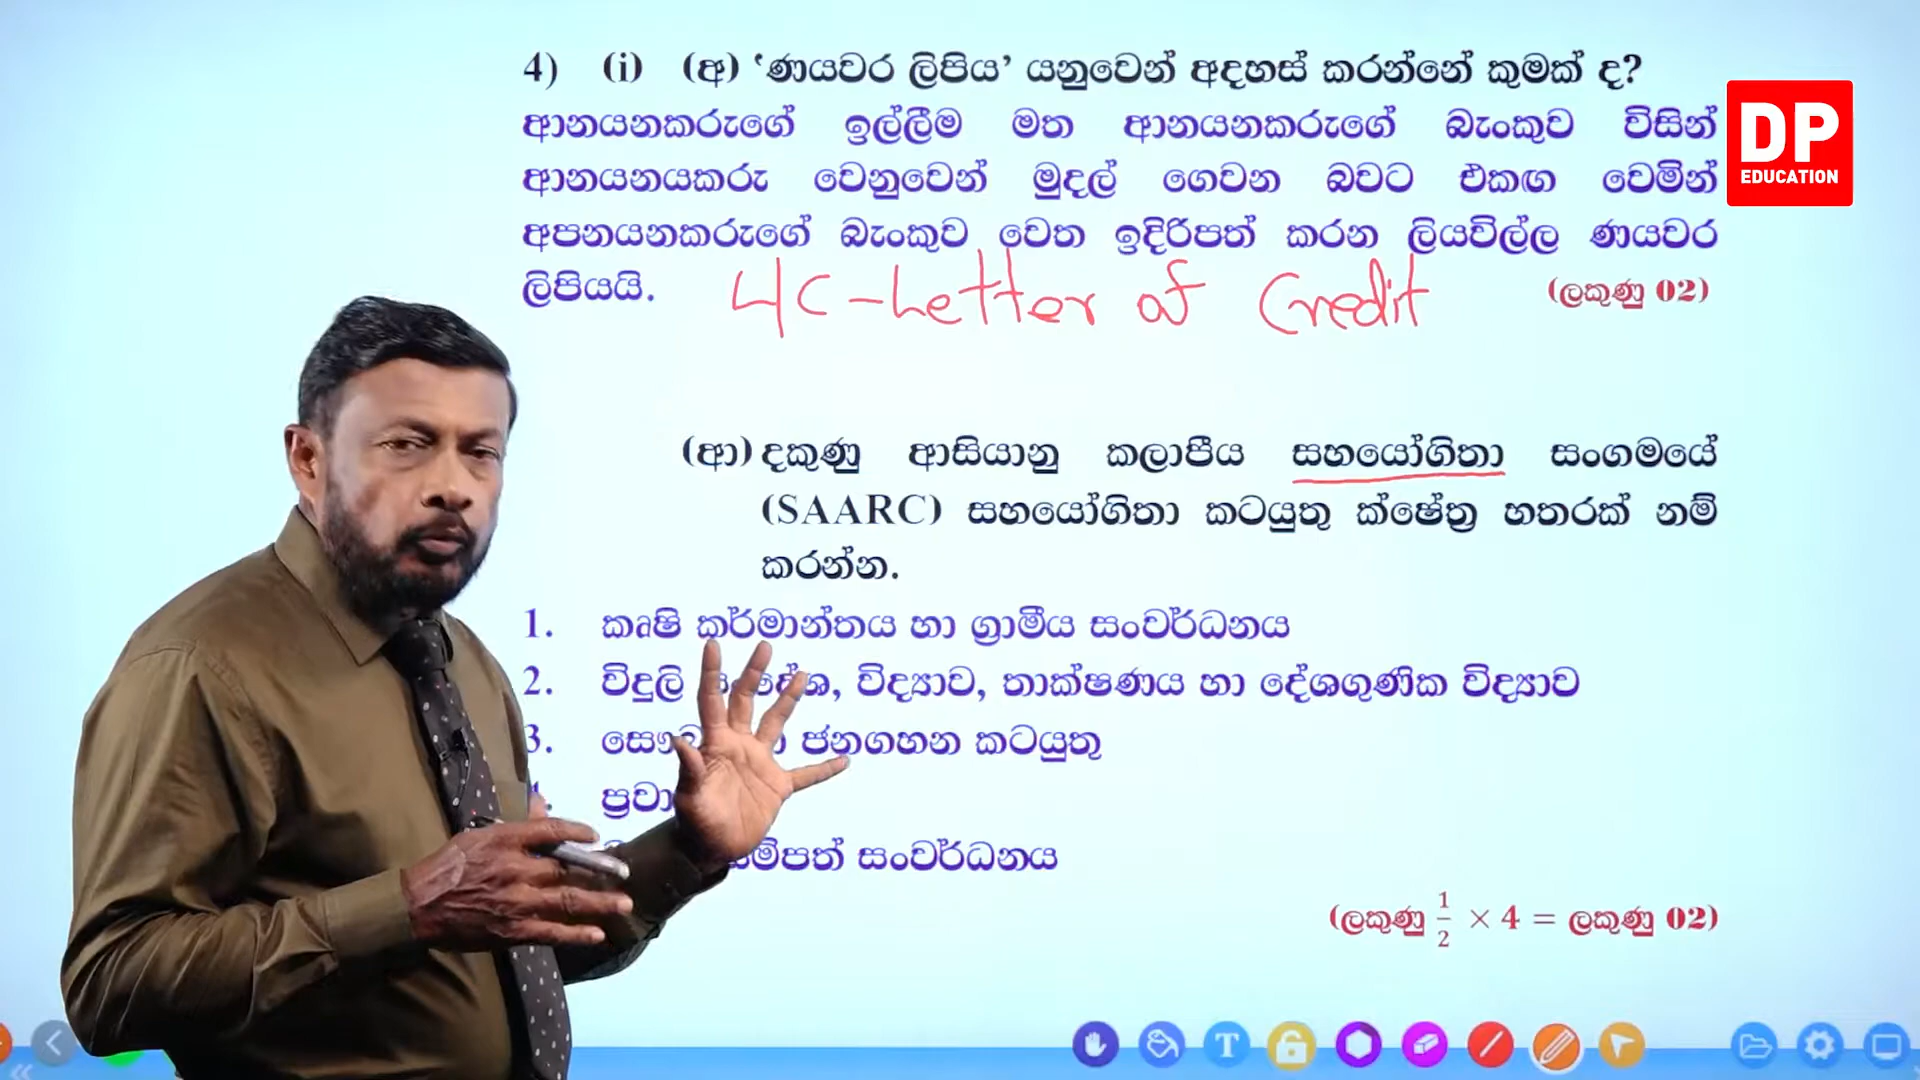 4) (i) (අ) ‘ණයවර ලිපිය’ යනුවෙන් අදහස් කරන්නේ කුමක් ද?
ආනයනකරුගේ ඉල්ලීම මත ආනයනකරුගේ බැංකුව විසින්
ආනයනයකරු වෙනුවෙන් මුදල් ගෙවන බවට එකඟ වෙමින්
අපනයනකරුගේ බැංකුව වෙත ඉදිරිපත් කරන ලියවිල්ල ණයවර
ලිපියයි. (ලකුණු 02)
LC - Letter of Credit
DP
EDUCATION
(ආ) දකුණු ආසියානු කලාපීය සහයෝගිතා සංගමයේ
(SAARC) සහයෝගිතා කටයුතු ක්ෂේත්‍ර හතරක් නම්
කරන්න.
1. කෘෂි කර්මාන්තය හා ග්‍රාමීය සංවර්ධනය
2. විදුලි විද්‍යාව, තාක්ෂණය හා දේශගුණික විද්‍යාව
3. ජනගහන කටයුතු
සංවර්ධනය
(ලකුණු 1/2 × 4 = ලකුණු 02)
T